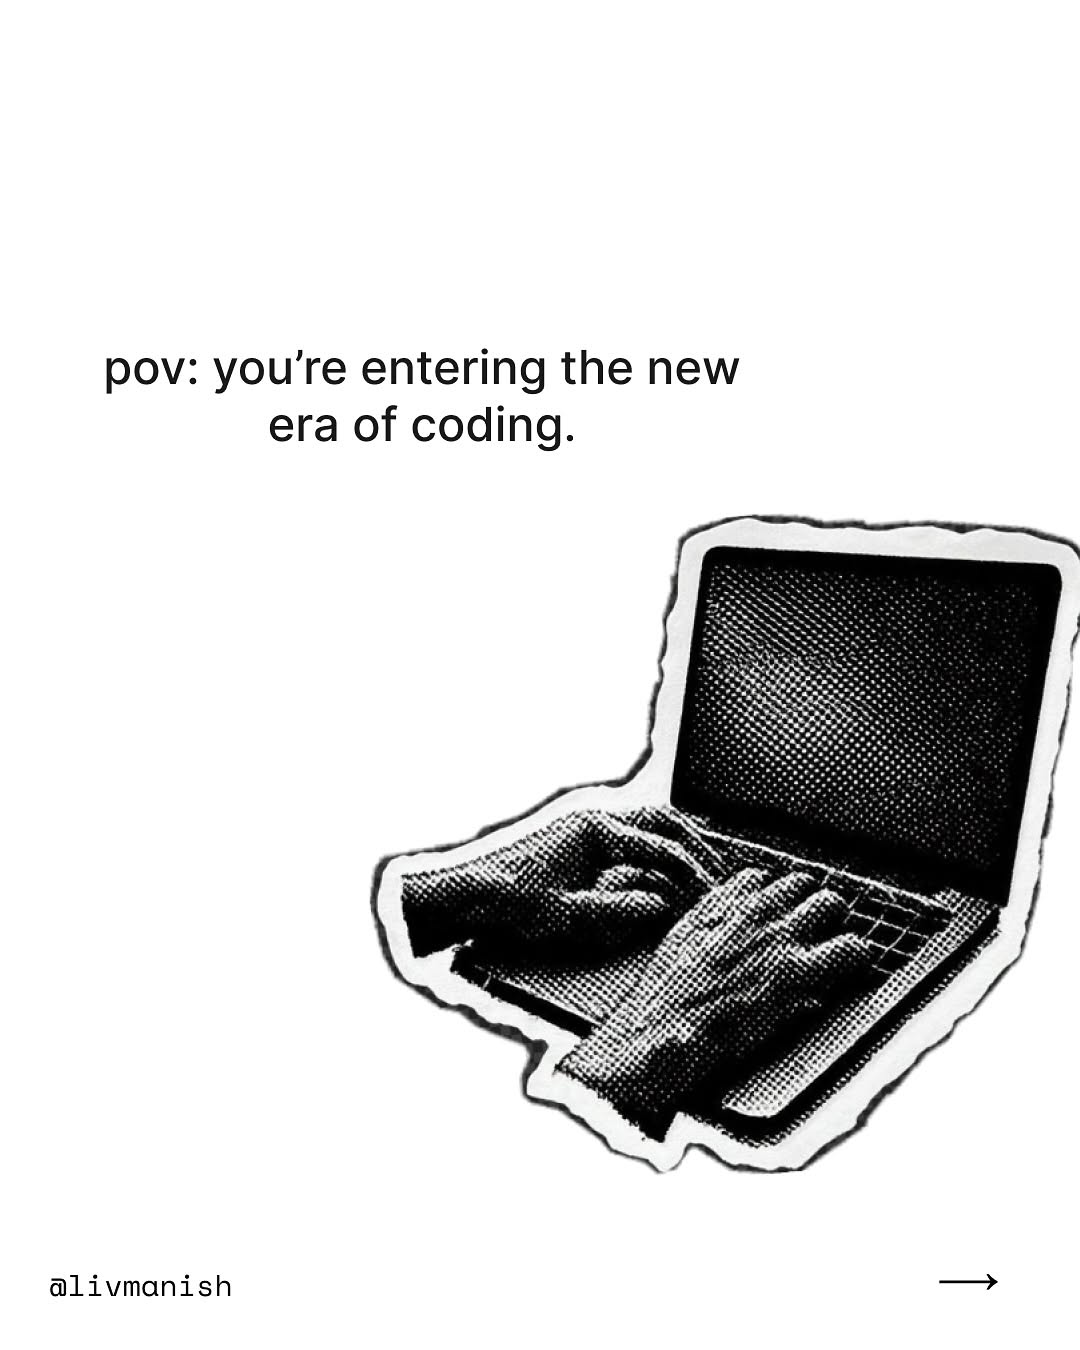 pov: you’re entering the new
era of coding.
@livmanish